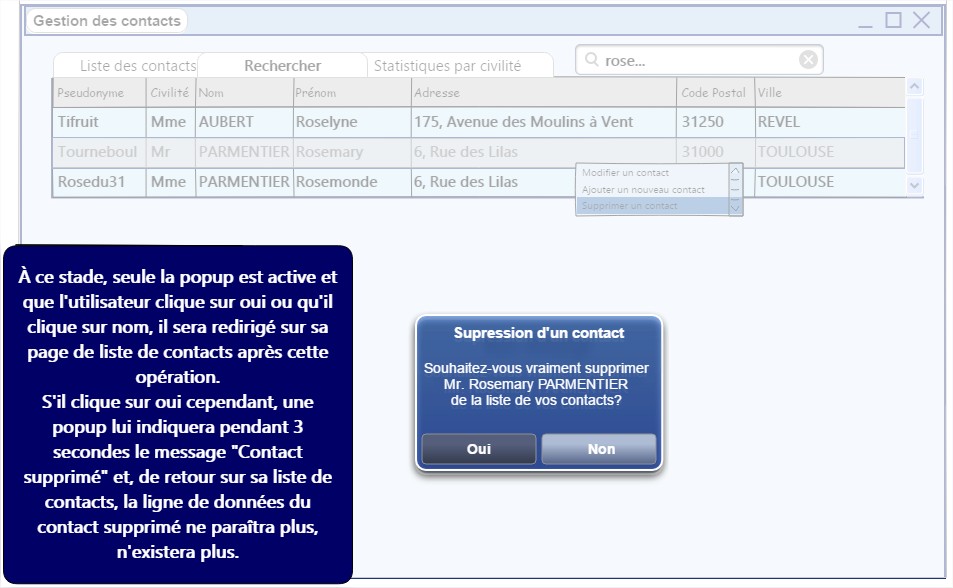 Gestion des contacts
Liste des contacts Rechercher Statistiques par civilité rose...
Pseudonyme Civilité Nom Prénom Adresse Code Postal Ville
Tifruit Mme AUBERT Roselyne 175, Avenue des Moulins à Vent 31250 REVEL
Tourneboul Mr PARMENTIER Rosemary 6, Rue des Lilas 31000 TOULOUSE
Rosedu31 Mme PARMENTIER Rosemonde 6, Rue des Lilas TOULOUSE
Modifier un contact
Ajouter un nouveau contact
Supprimer un contact
À ce stade, seule la popup est active et
que l'utilisateur clique sur oui ou qu'il
clique sur nom, il sera redirigé sur sa
page de liste de contacts après cette
opération.
S'il clique sur oui cependant, une
popup lui indiquera pendant 3
secondes le message "Contact
supprimé" et, de retour sur sa liste de
contacts, la ligne de données du
contact supprimé ne paraîtra plus,
n'existera plus.
Supression d'un contact
Souhaitez-vous vraiment supprimer
Mr. Rosemary PARMENTIER
de la liste de vos contacts?
Oui Non